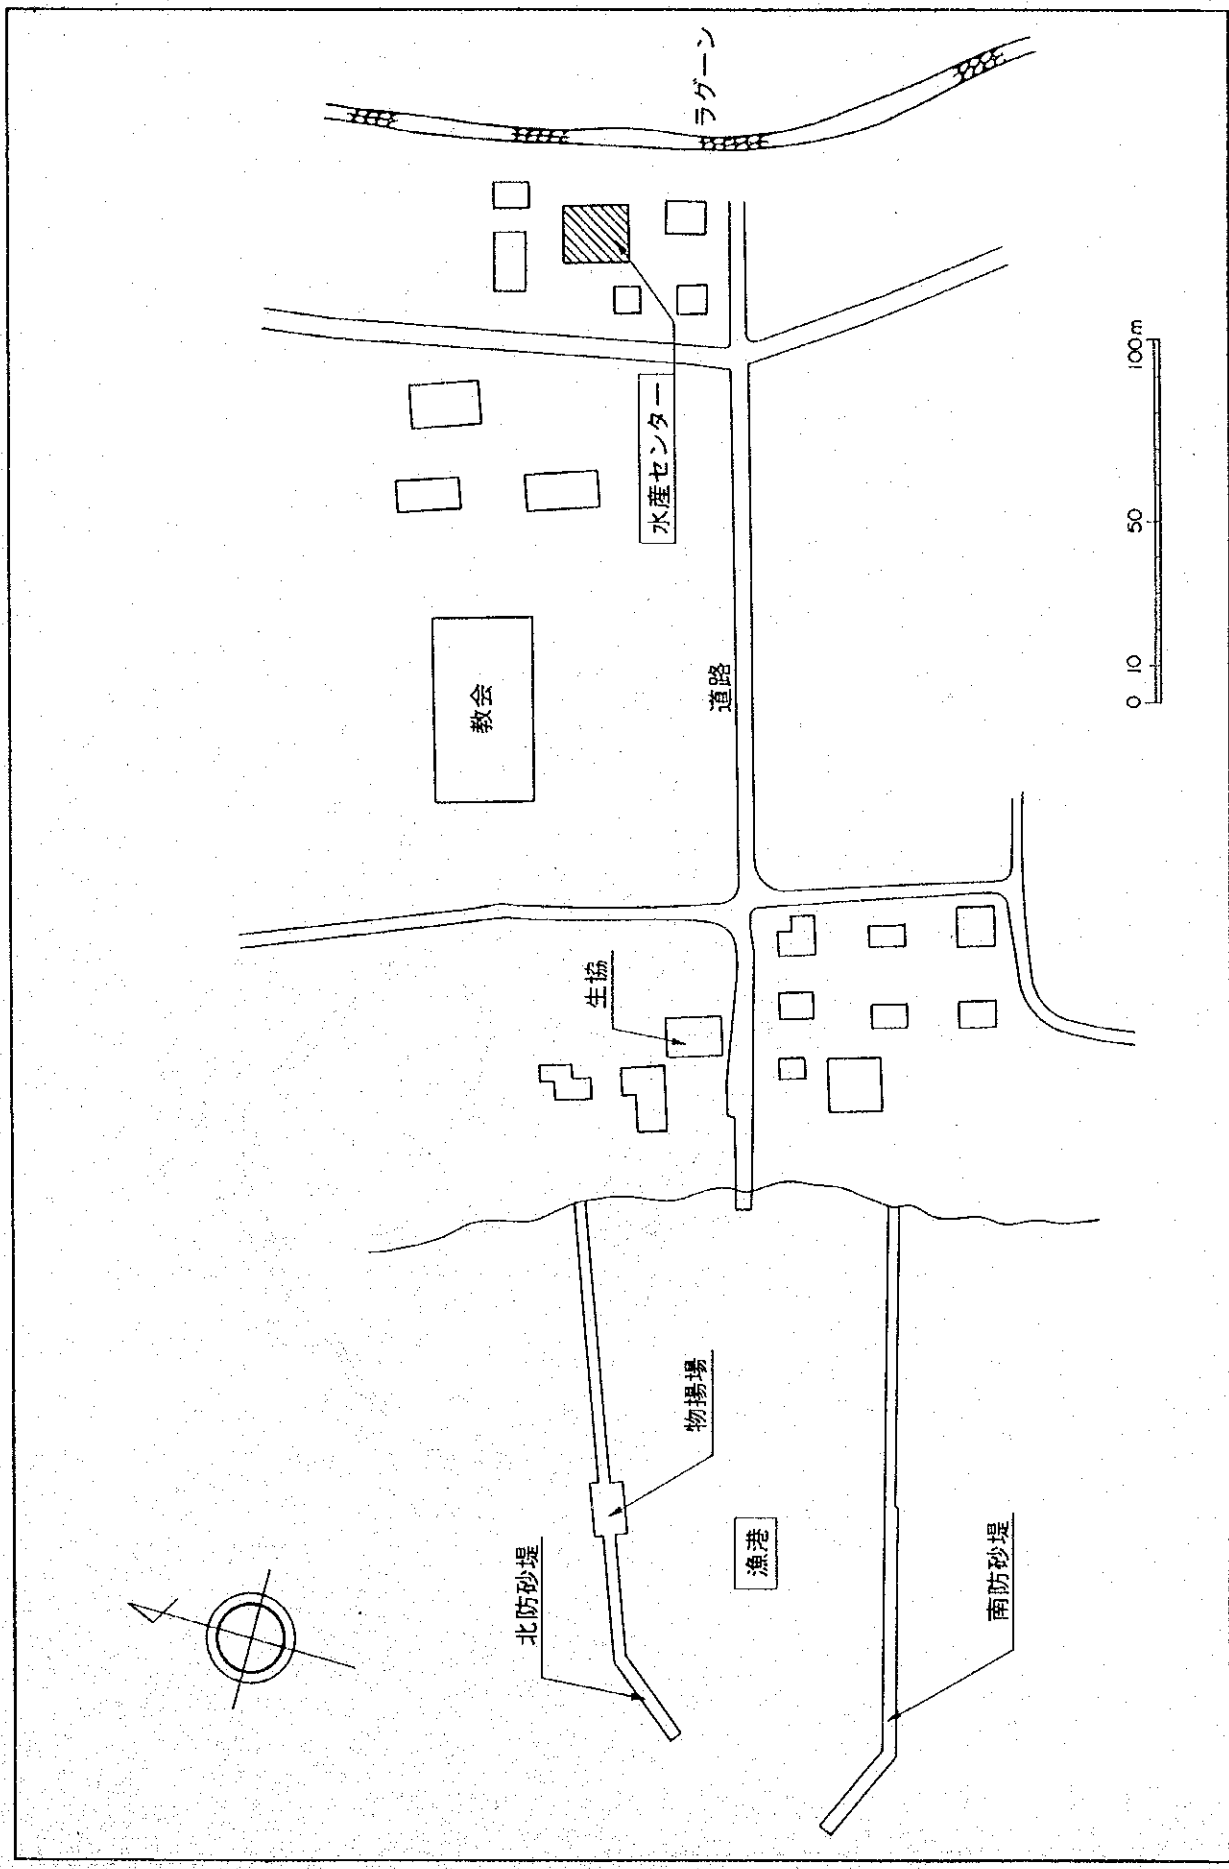 ラグーン
水産センター
教会
道路
生協
物揚場
北防砂堤
漁港
南防砂堤
0 10 50 100m